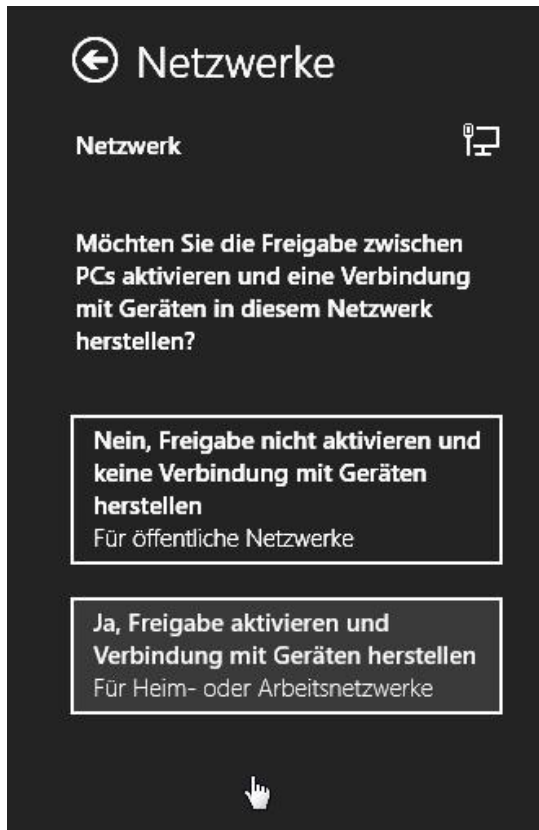 Netzwerke
Netzwerk
Möchten Sie die Freigabe zwischen
PCs aktivieren und eine Verbindung
mit Geräten in diesem Netzwerk
herstellen?
Nein, Freigabe nicht aktivieren und
keine Verbindung mit Geräten
herstellen
Für öffentliche Netzwerke
Ja, Freigabe aktivieren und
Verbindung mit Geräten herstellen
Für Heim- oder Arbeitsnetzwerke